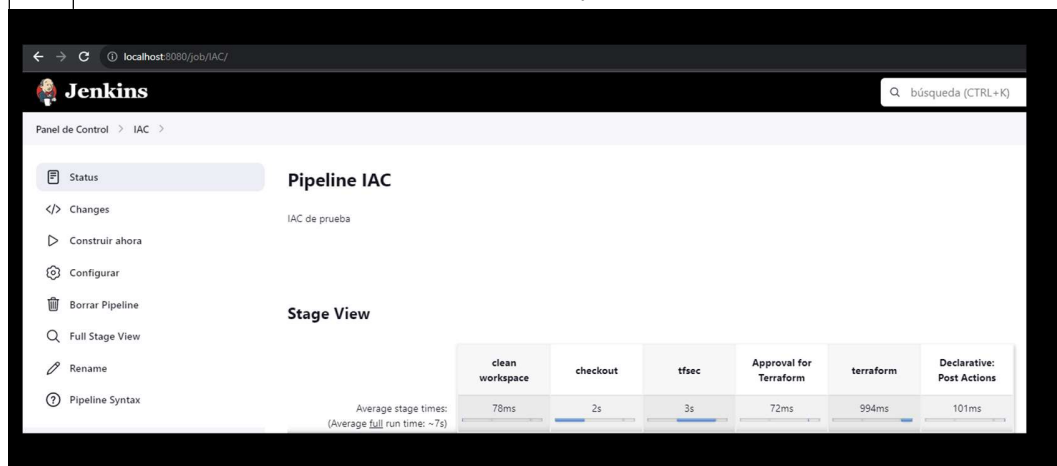 localhost:8080/job/IAC/
Jenkins
búsqueda (CTRL+K)
Panel de Control > IAC >
Status
Changes
Construir ahora
Configurar
Borrar Pipeline
Full Stage View
Rename
Pipeline Syntax
Pipeline IAC
IAC de prueba
Stage View
clean workspace
checkout
tfsec
Approval for Terraform
terraform
Declarative: Post Actions
Average stage times:
(Average full run time: ~7s)
78ms
2s
3s
72ms
994ms
101ms